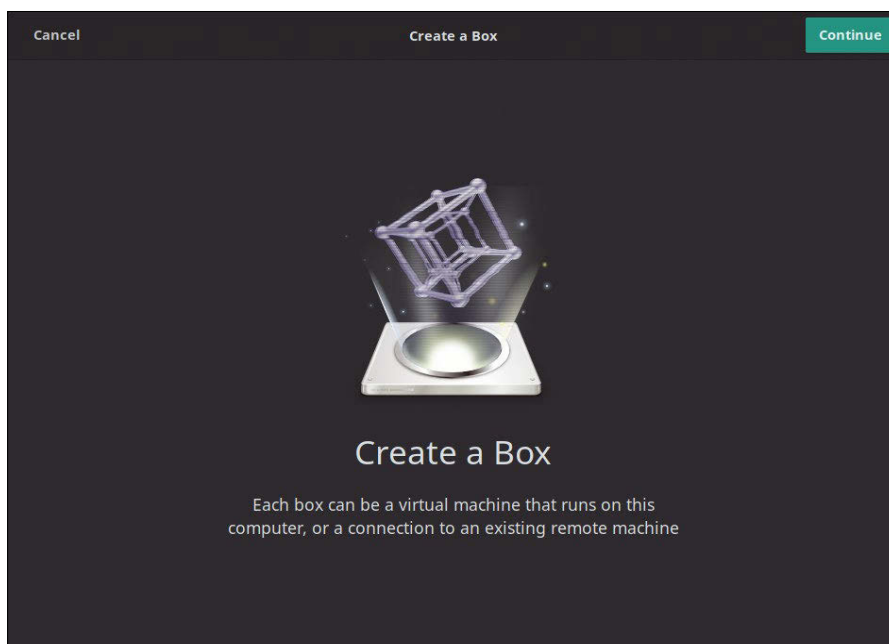 Cancel
Create a Box
Continue
Create a Box
Each box can be a virtual machine that runs on this
computer, or a connection to an existing remote machine